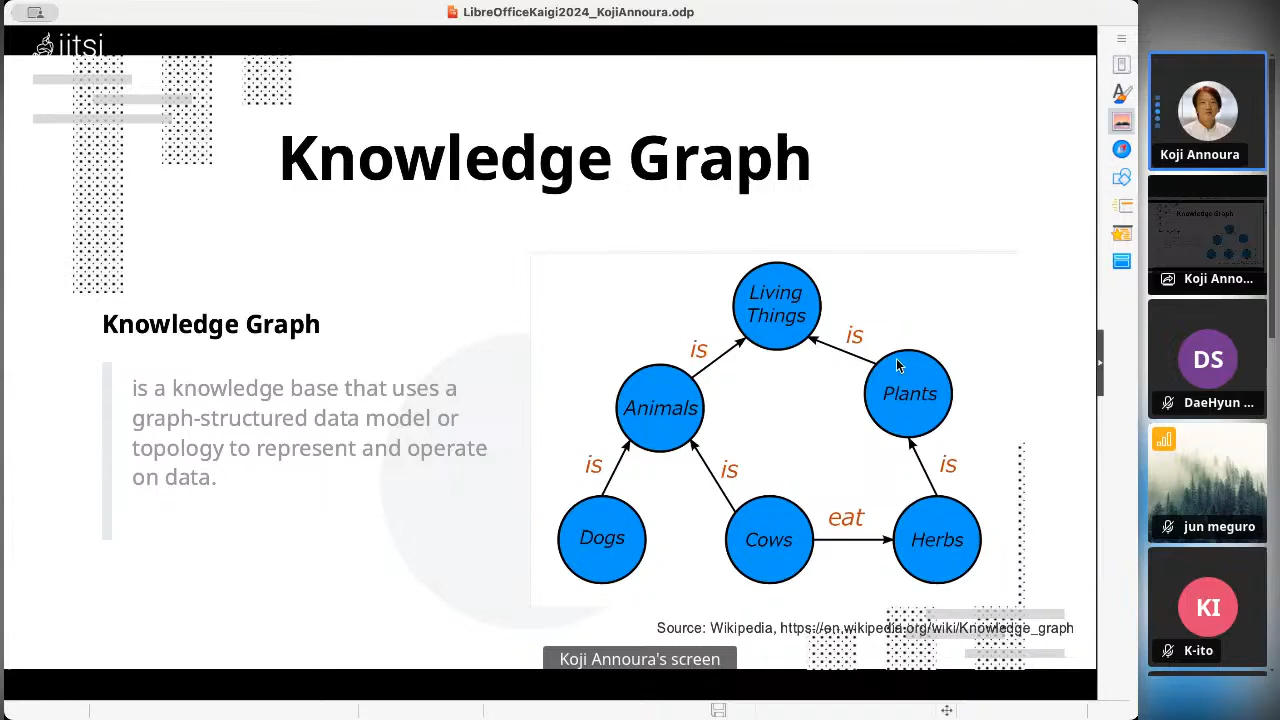 LibreOfficeKaigi2024_KojiAnnoura.odp
jitsi
Knowledge Graph
Knowledge Graph
is a knowledge base that uses a
graph-structured data model or
topology to represent and operate
on data.
Living
Things
is
is
Animals
Plants
is
is
is
Dogs
Cows
eat
Herbs
Source: Wikipedia, https://en.wikipedia.org/wiki/Knowledge_graph
Koji Annoura's screen
Koji Annoura
Knowledge Graph
Koji Anno...
DS
DaeHyun ...
jun meguro
KI
K-ito